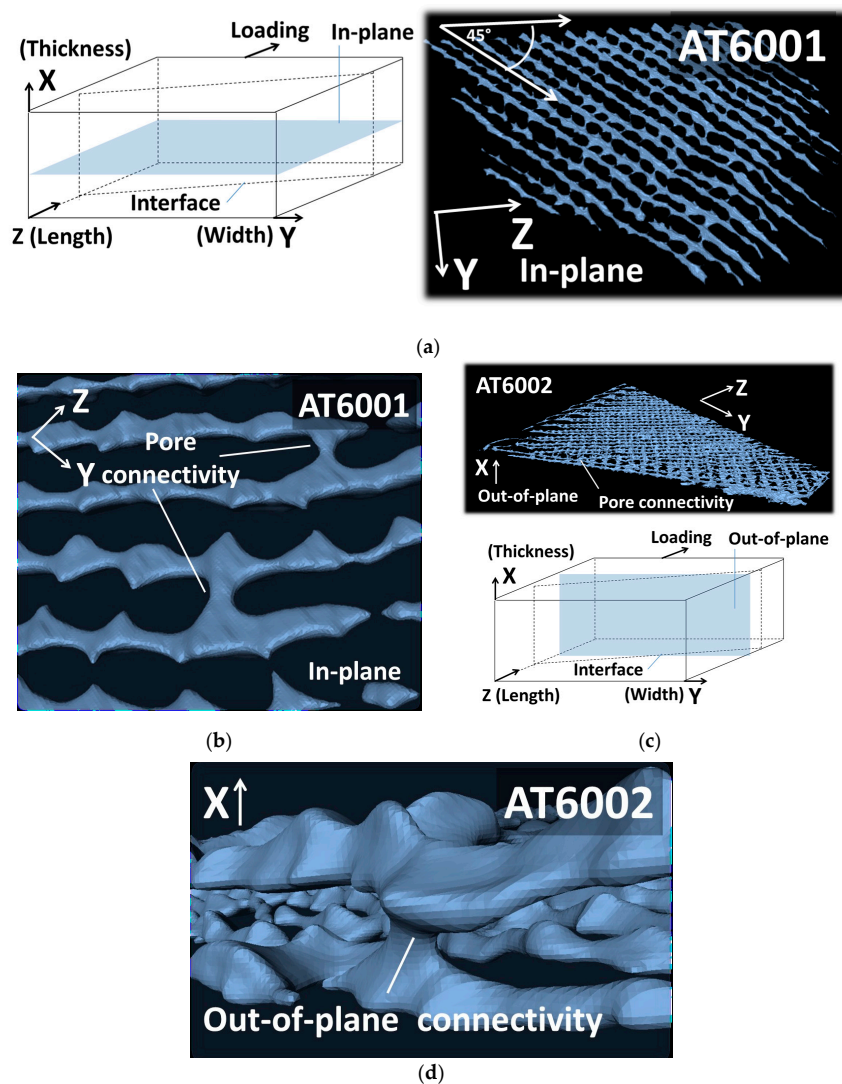 (Thickness)
X
Loading
In-plane
Interface
Z (Length)
(Width) Y
45°
AT6001
Z
Y
In-plane
(a)
AT6001
Z
Pore
Y connectivity
In-plane
(b)
AT6002
Z
Y
X
Out-of-plane
Pore connectivity
(Thickness)
X
Loading
Out-of-plane
Interface
Z (Length)
(Width) Y
(c)
X
AT6002
Out-of-plane connectivity
(d)